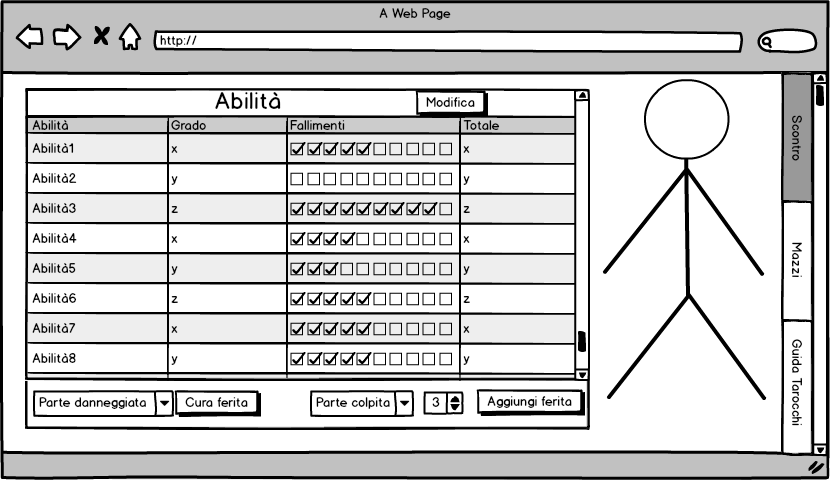 A Web Page
http://
Abilità
Modifica
Abilità Grado Fallimenti Totale
Abilità1 x x
Abilità2 y y
Abilità3 z z
Abilità4 x x
Abilità5 y y
Abilità6 z z
Abilità7 x x
Abilità8 y y
Parte danneggiata Cura ferita Parte colpita 3 Aggiungi ferita
Scontro
Mazzi
Guida Tarocchi